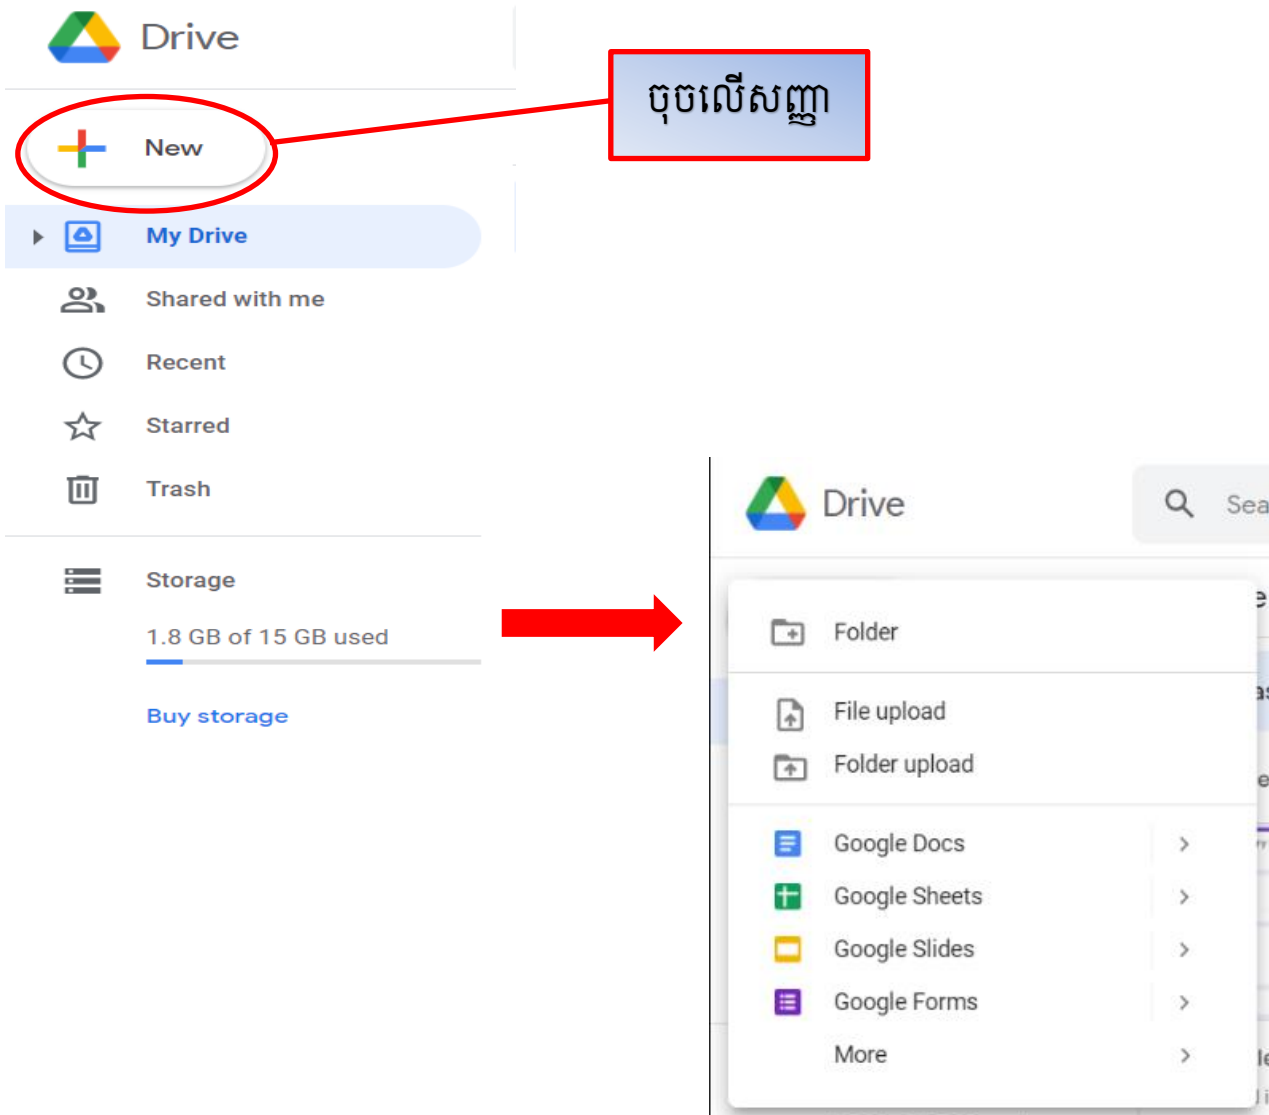 Drive
ចុចលើសញ្ញា
New
My Drive
Shared with me
Recent
Starred
Trash
Storage
1.8 GB of 15 GB used
Buy storage
Drive
Sea
Folder
File upload
Folder upload
Google Docs
Google Sheets
Google Slides
Google Forms
More